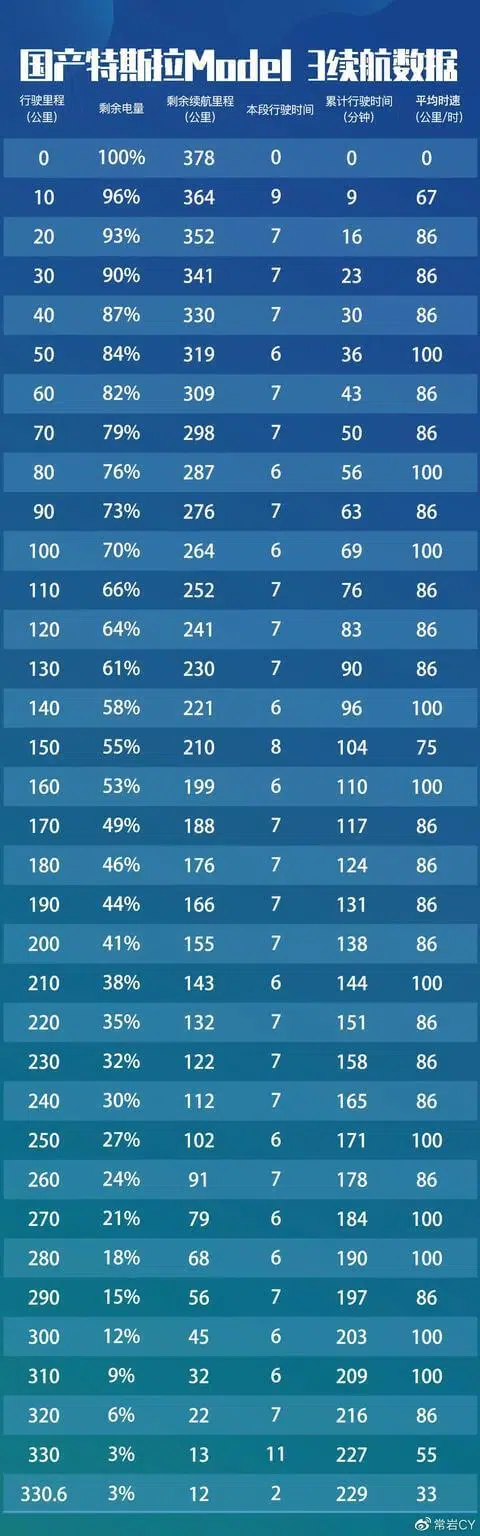 国产特斯拉Model 3续航数据
行驶里程 剩余电量 剩余续航里程 本段行驶时间 累计行驶时间 平均时速
(公里) (公里) (分钟) (公里/时)
0 100% 378 0 0 0
10 96% 364 9 9 67
20 93% 352 7 16 86
30 90% 341 7 23 86
40 87% 330 7 30 86
50 84% 319 6 36 100
60 82% 309 7 43 86
70 79% 298 7 50 86
80 76% 287 6 56 100
90 73% 276 7 63 86
100 70% 264 6 69 100
110 66% 252 7 76 86
120 64% 241 7 83 86
130 61% 230 7 90 86
140 58% 221 6 96 100
150 55% 210 8 104 75
160 53% 199 6 110 100
170 49% 188 7 117 86
180 46% 176 7 124 86
190 44% 166 7 131 86
200 41% 155 7 138 86
210 38% 143 6 144 100
220 35% 132 7 151 86
230 32% 122 7 158 86
240 30% 112 7 165 86
250 27% 102 6 171 100
260 24% 91 7 178 86
270 21% 79 6 184 100
280 18% 68 6 190 100
290 15% 56 7 197 86
300 12% 45 6 203 100
310 9% 32 6 209 100
320 6% 22 7 216 86
330 3% 13 11 227 55
330.6 3% 12 2 229 33
常岩CY